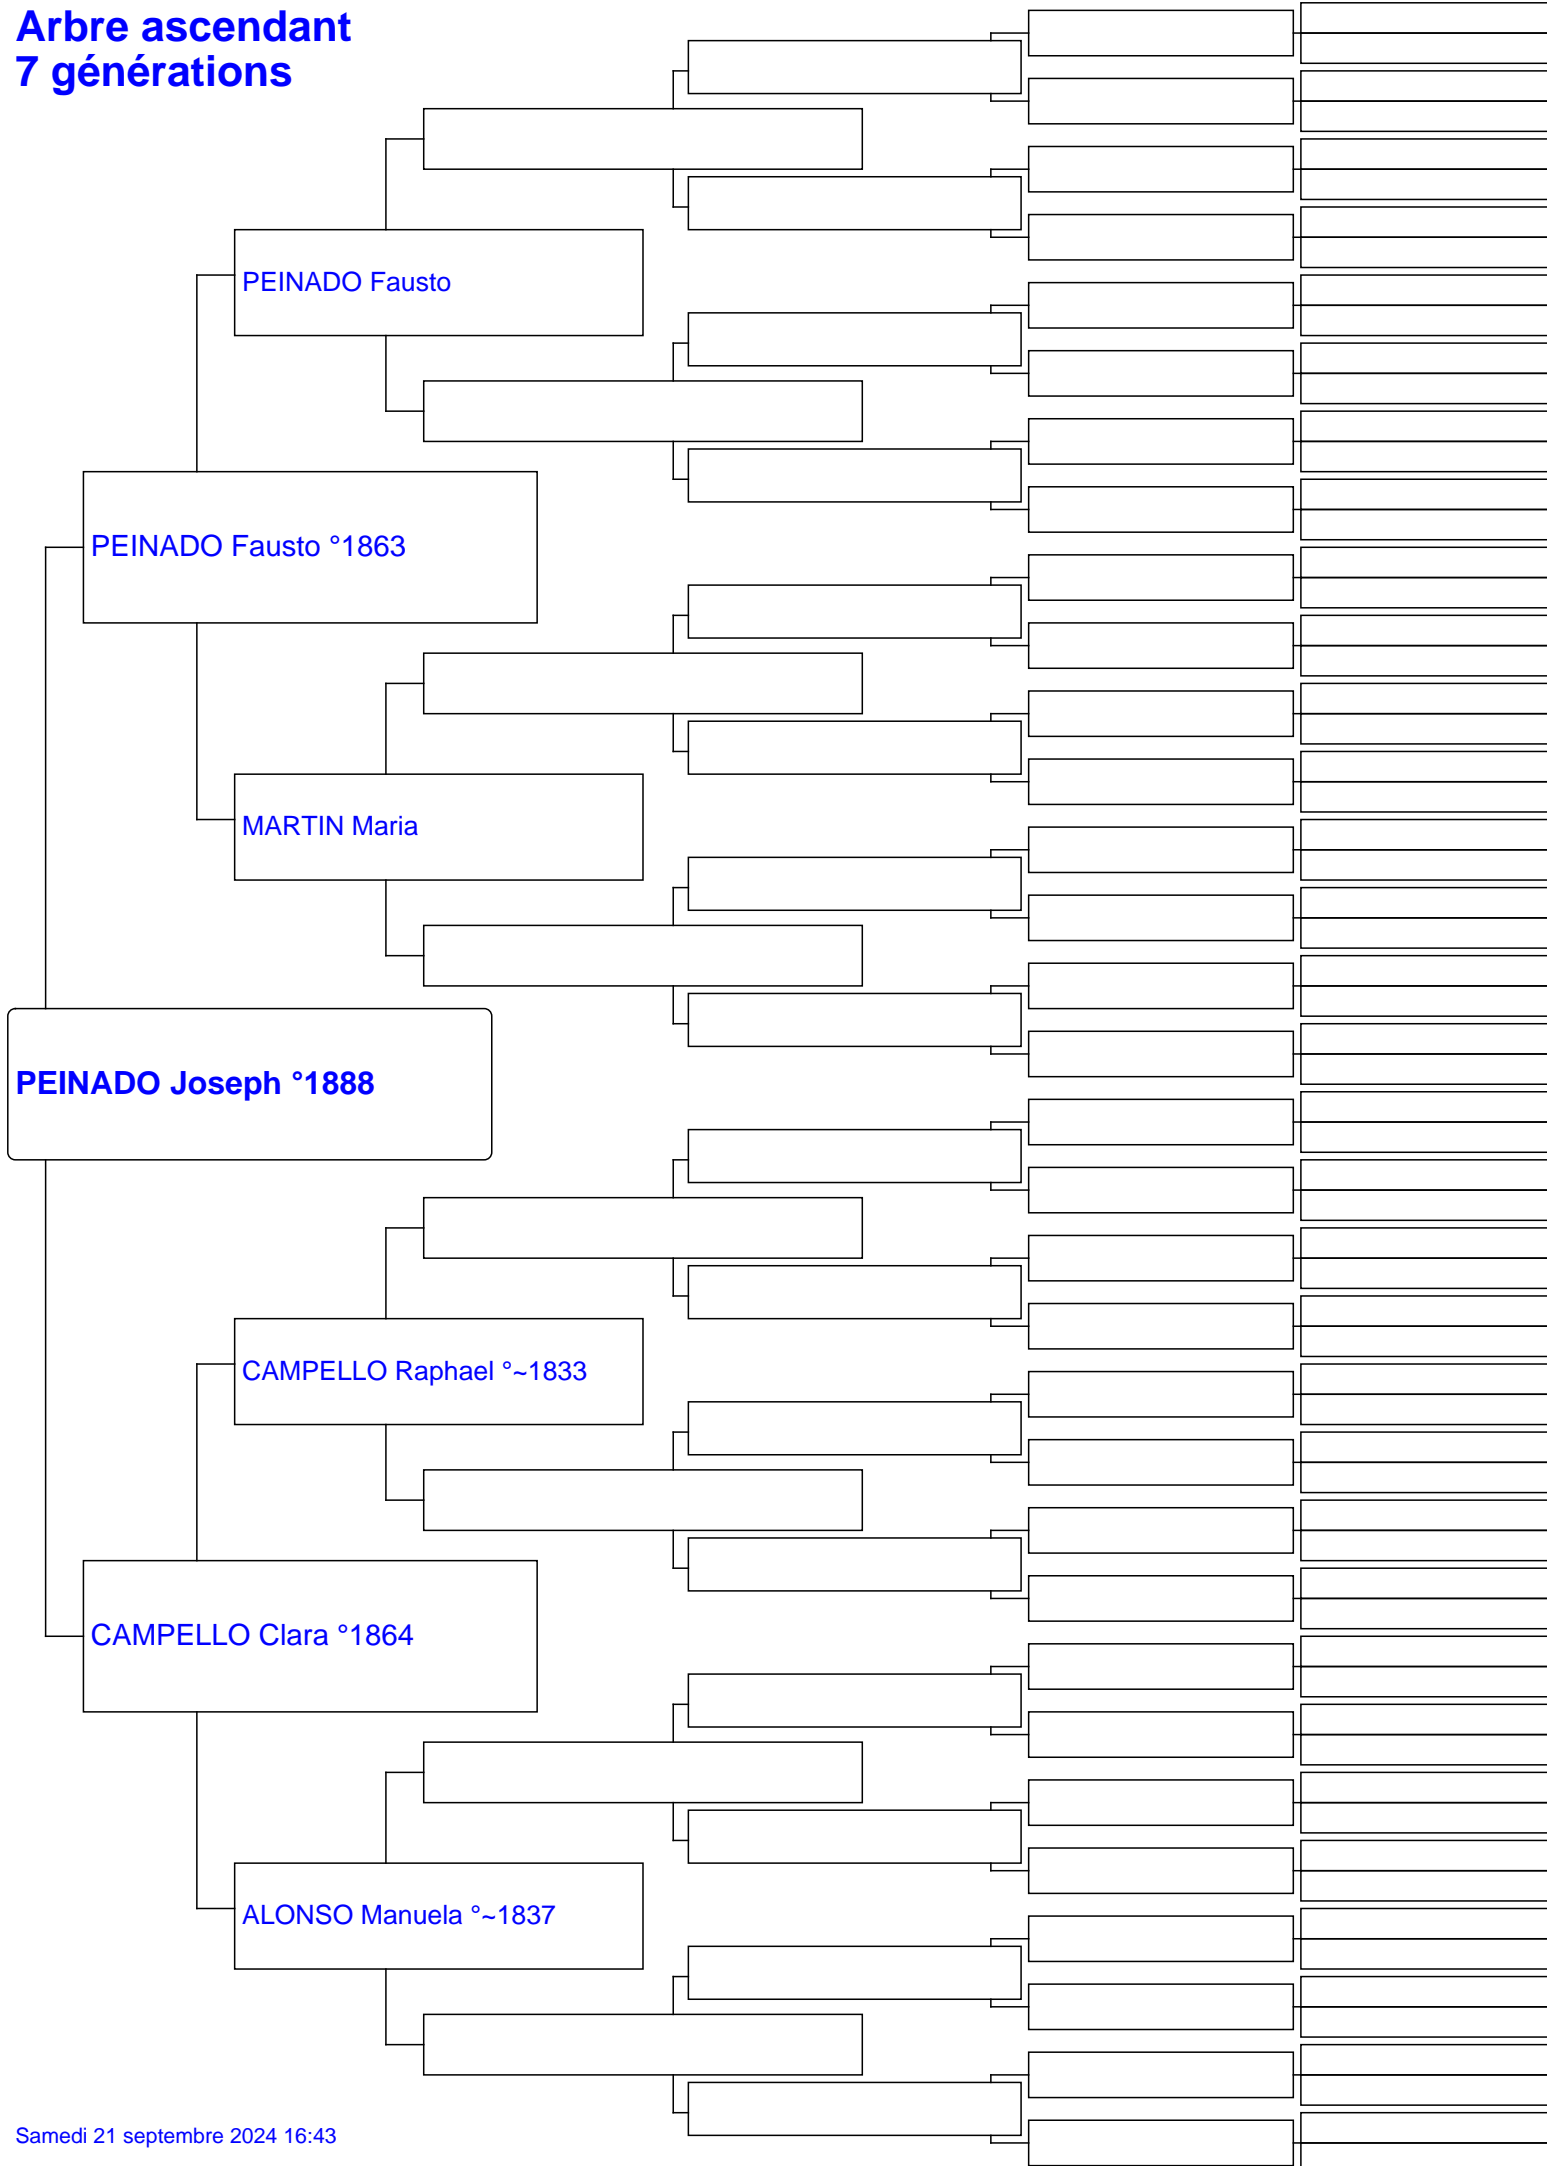 Arbre ascendant
7 générations
PEINADO Fausto
PEINADO Fausto °1863
MARTIN Maria
PEINADO Joseph °1888
CAMPELLO Raphael °~1833
CAMPELLO Clara °1864
ALONSO Manuela °~1837
Samedi 21 septembre 2024 16:43